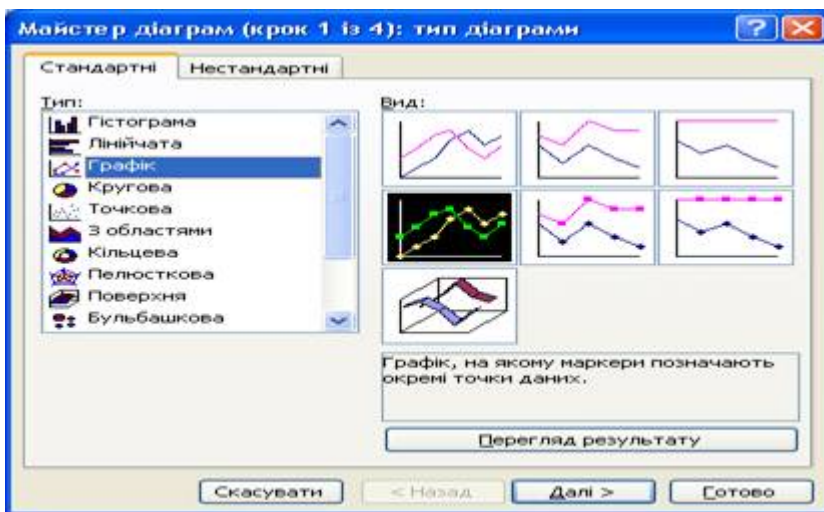 Майстер діаграм (крок 1 із 4): тип діаграми
Стандартні Нестандартні
Тип:
Гістограма
Лінійчата
Графік
Кругова
Точкова
З областями
Кільцева
Пелюсткова
Поверхня
Бульбашкова
Вид:
Графік, на якому маркери позначають
окремі точки даних.
Перегляд результату
Скасувати < Назад Далі > Готово